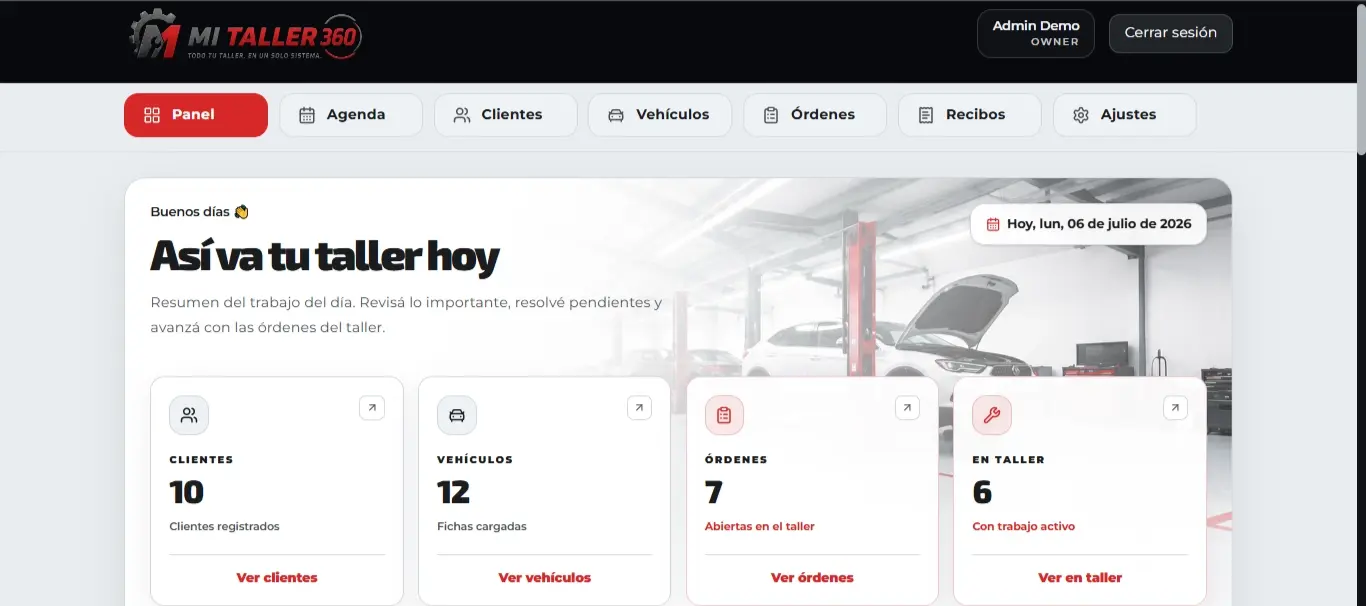 MI TALLER 360
TODO TU TALLER, EN UN SOLO SISTEMA.
Admin Demo
OWNER
Cerrar sesión
Panel
Agenda
Clientes
Vehículos
Órdenes
Recibos
Ajustes
Buenos días 👋
Hoy, lun, 06 de julio de 2026
Así va tu taller hoy
Resumen del trabajo del día. Revisá lo importante, resolvé pendientes y
avanzá con las órdenes del taller.
CLIENTES
10
Clientes registrados
Ver clientes
VEHÍCULOS
12
Fichas cargadas
Ver vehículos
ÓRDENES
7
Abiertas en el taller
Ver órdenes
EN TALLER
6
Con trabajo activo
Ver en taller